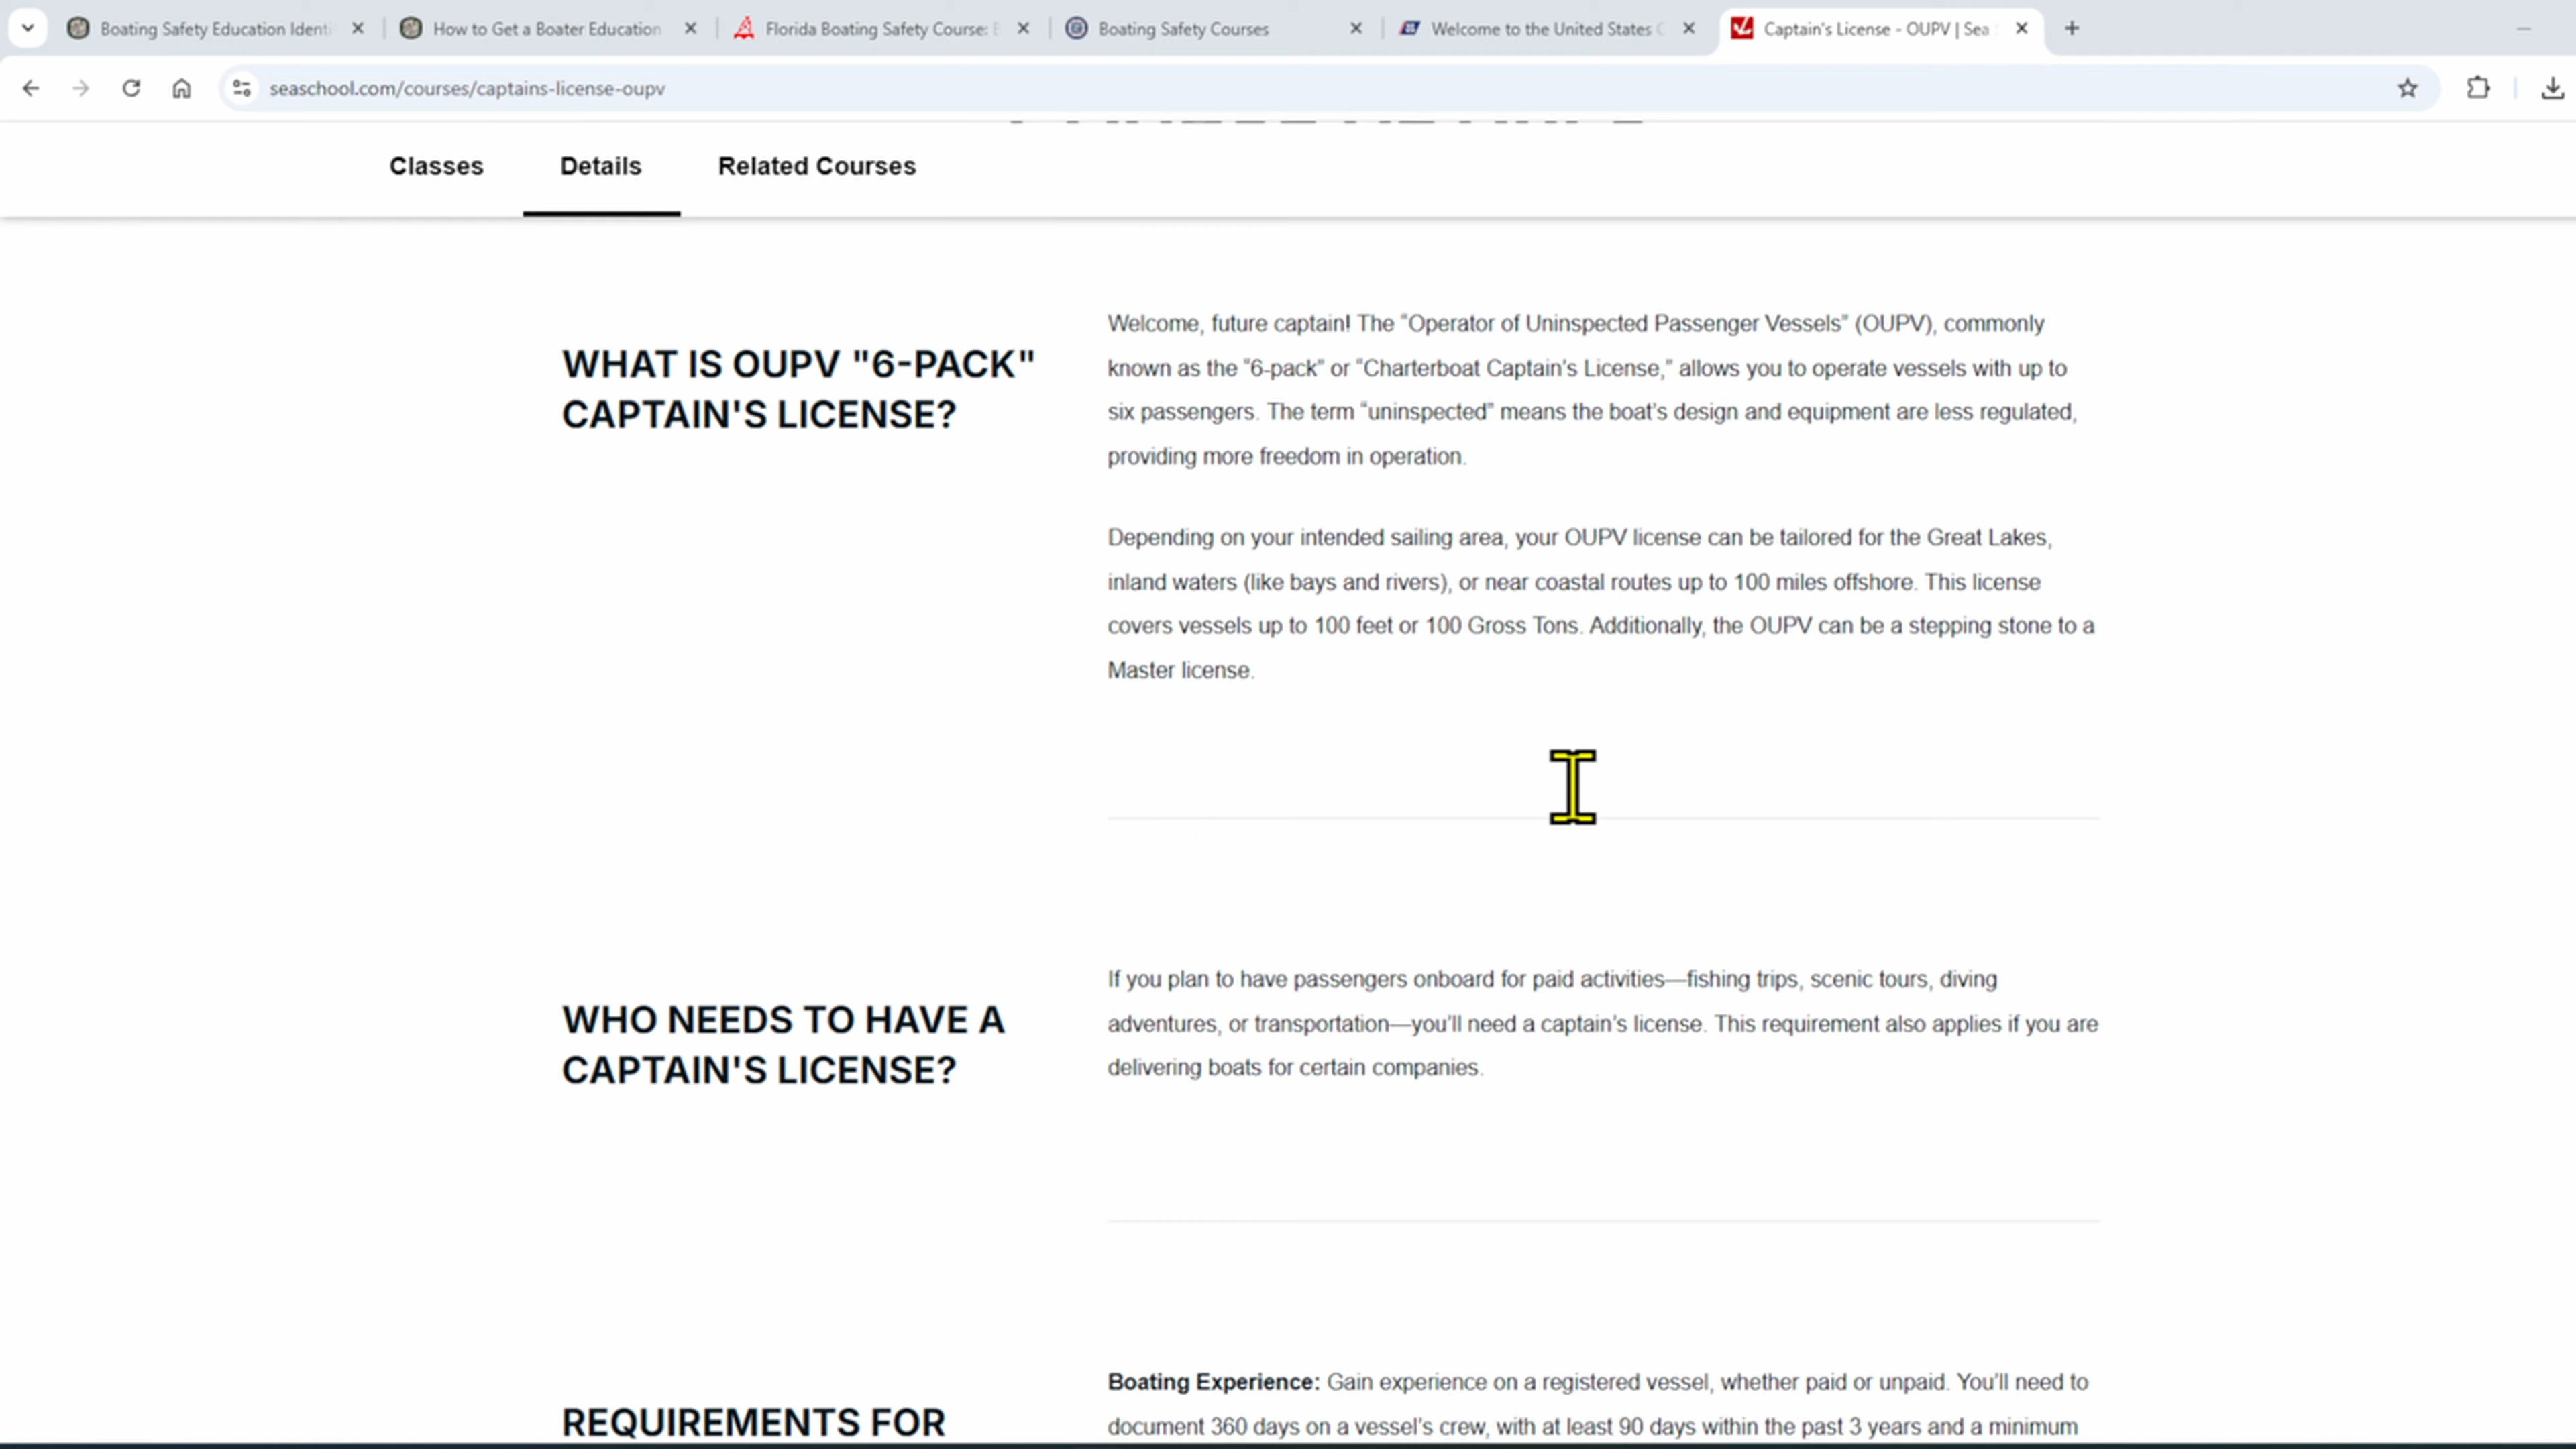 Boating Safety Education Identi
How to Get a Boater Education
Florida Boating Safety Course:
Boating Safety Courses
Welcome to the United States
Captain's License - OUPV | Sea
seaschool.com/courses/captains-license-oupv
Classes
Details
Related Courses
WHAT IS OUPV "6-PACK"
CAPTAIN'S LICENSE?
Welcome, future captain! The “Operator of Uninspected Passenger Vessels” (OUPV), commonly
known as the “6-pack” or “Charterboat Captain’s License,” allows you to operate vessels with up to
six passengers. The term “uninspected” means the boat’s design and equipment are less regulated,
providing more freedom in operation.
Depending on your intended sailing area, your OUPV license can be tailored for the Great Lakes,
inland waters (like bays and rivers), or near coastal routes up to 100 miles offshore. This license
covers vessels up to 100 feet or 100 Gross Tons. Additionally, the OUPV can be a stepping stone to a
Master license.
WHO NEEDS TO HAVE A
CAPTAIN'S LICENSE?
If you plan to have passengers onboard for paid activities—fishing trips, scenic tours, diving
adventures, or transportation—you’ll need a captain’s license. This requirement also applies if you are
delivering boats for certain companies.
REQUIREMENTS FOR
Boating Experience: Gain experience on a registered vessel, whether paid or unpaid. You’ll need to
document 360 days on a vessel’s crew, with at least 90 days within the past 3 years and a minimum